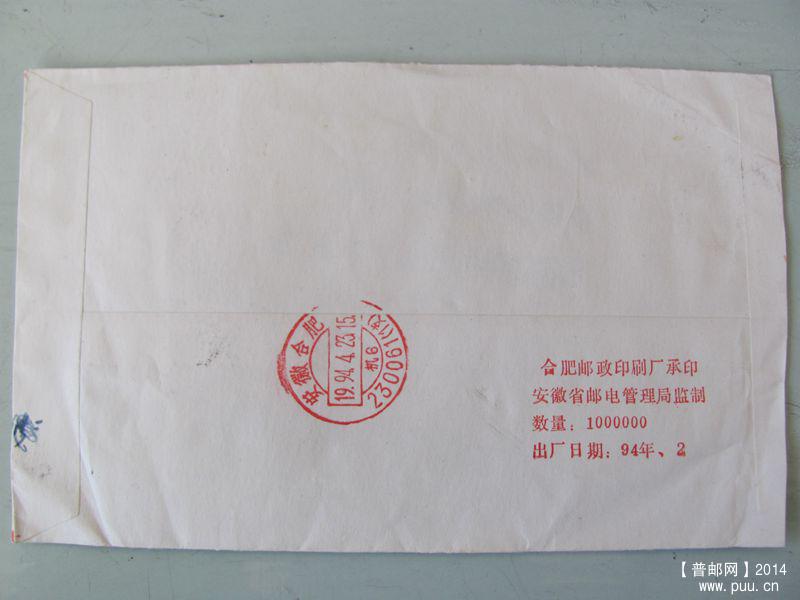 安徽合肥
19.94.4.23.15.
机6
230061(1支)
合肥邮政印刷厂承印
安徽省邮电管理局监制
数量：1000000
出厂日期：94年、2
【普邮网】2014
www.puu.cn